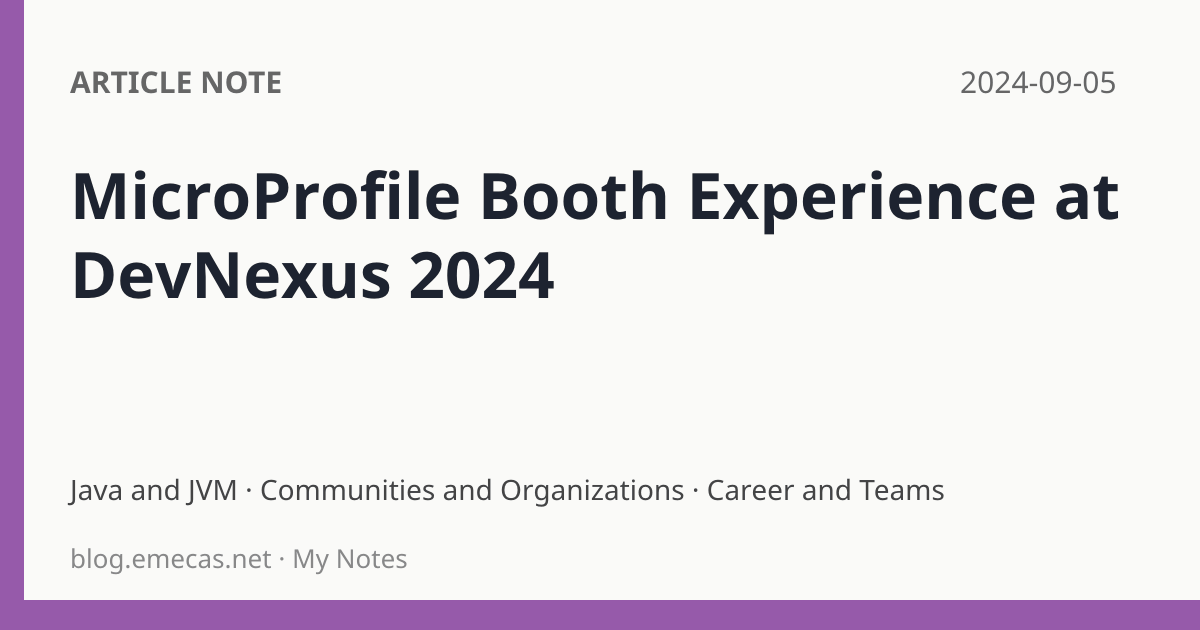 ARTICLE NOTE
2024-09-05
MicroProfile Booth Experience at
DevNexus 2024
Java and JVM · Communities and Organizations · Career and Teams
blog.emecas.net · My Notes